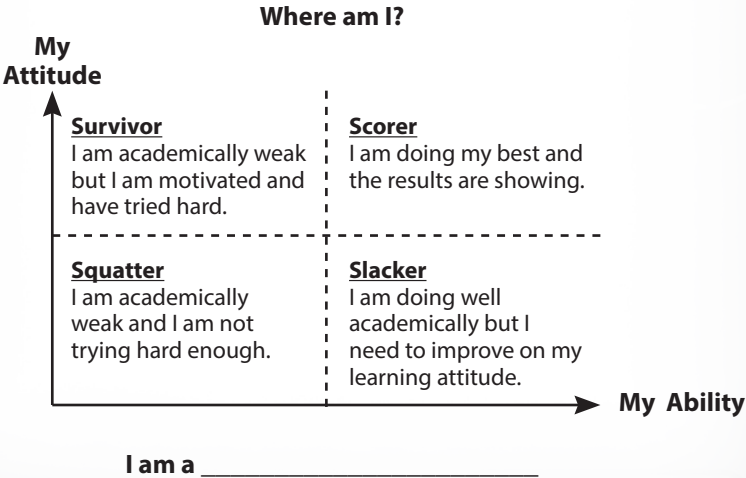 Where am I?
My
Attitude
Survivor
I am academically weak
but I am motivated and
have tried hard.
Scorer
I am doing my best and
the results are showing.
Squatter
I am academically
weak and I am not
trying hard enough.
Slacker
I am doing well
academically but I
need to improve on my
learning attitude.
My Ability
I am a _________________________